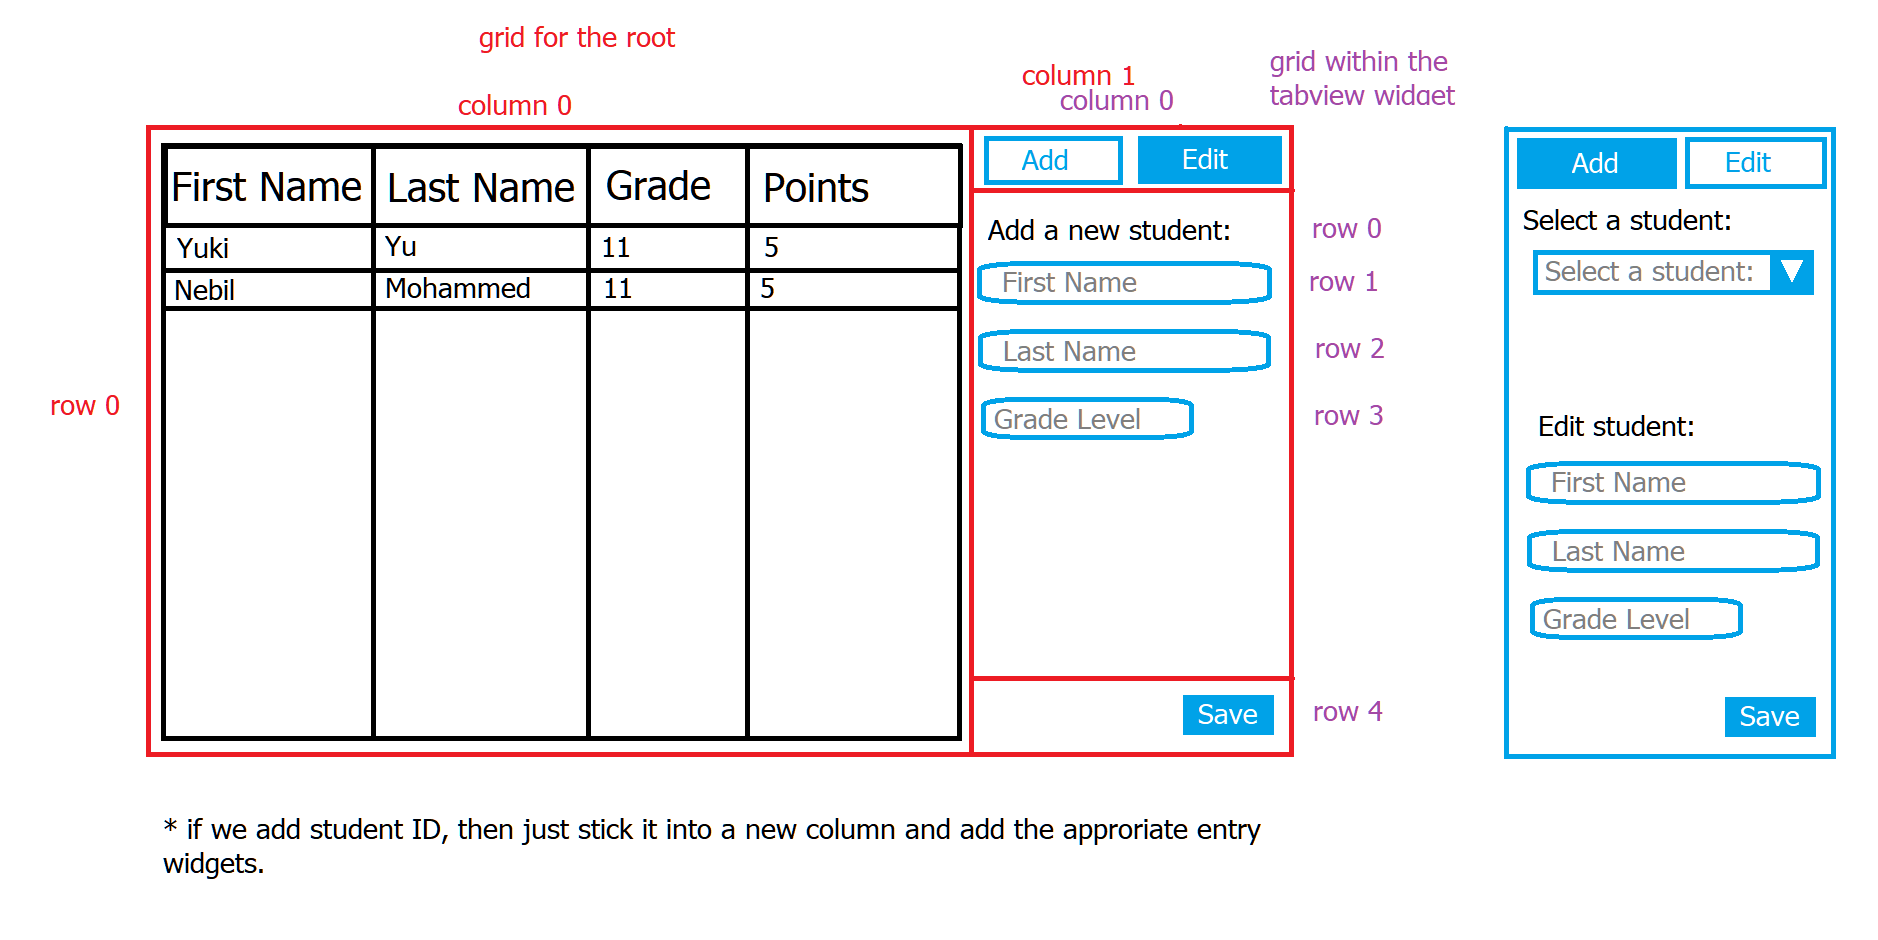 grid for the root
column 0
column 1
column 0
grid within the
tabview widget
First Name
Last Name
Grade
Points
Yuki
Yu
11
5
Nebil
Mohammed
11
5
row 0
Add
Edit
Add a new student:
First Name
Last Name
Grade Level
Save
row 0
row 1
row 2
row 3
row 4
Add
Edit
Select a student:
Select a student:
Edit student:
First Name
Last Name
Grade Level
Save
* if we add student ID, then just stick it into a new column and add the approriate entry
widgets.